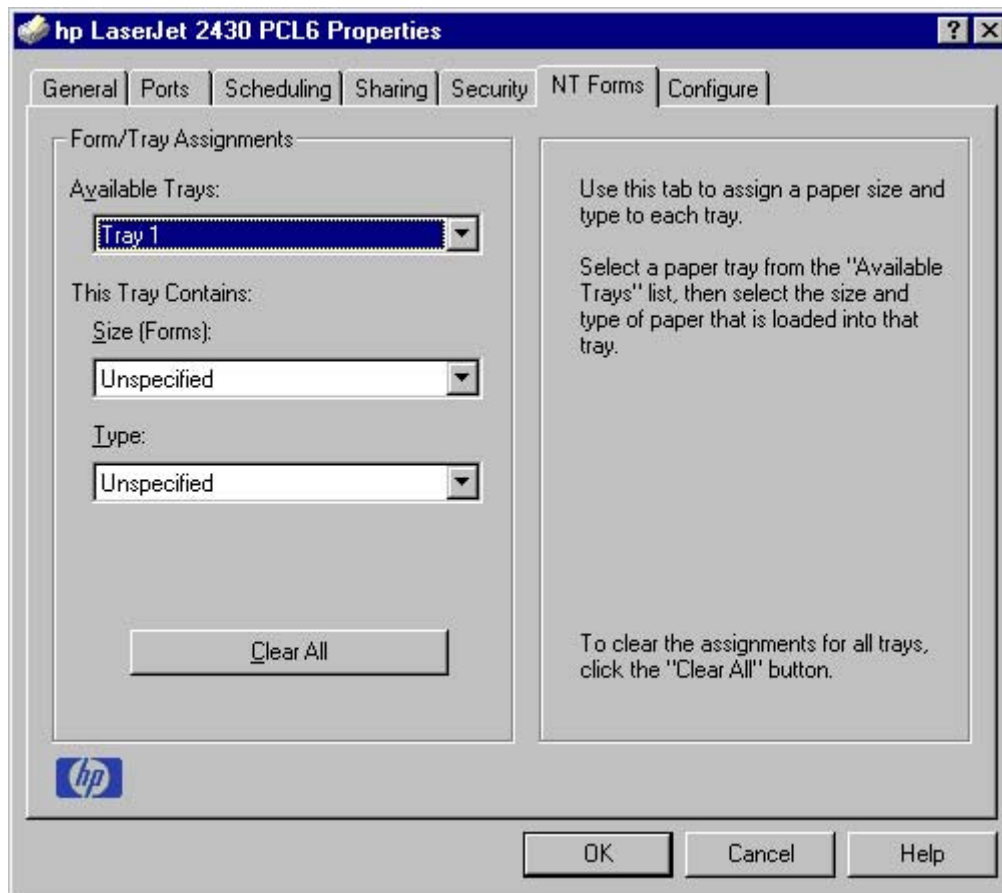 hp LaserJet 2430 PCL6 Properties
General Ports Scheduling Sharing Security NT Forms Configure
Form/Tray Assignments
Available Trays:
Tray 1
This Tray Contains:
Size (Forms):
Unspecified
Type:
Unspecified
Clear All
Use this tab to assign a paper size and
type to each tray.
Select a paper tray from the "Available
Trays" list, then select the size and
type of paper that is loaded into that
tray.
To clear the assignments for all trays,
click the "Clear All" button.
hp
OK Cancel Help